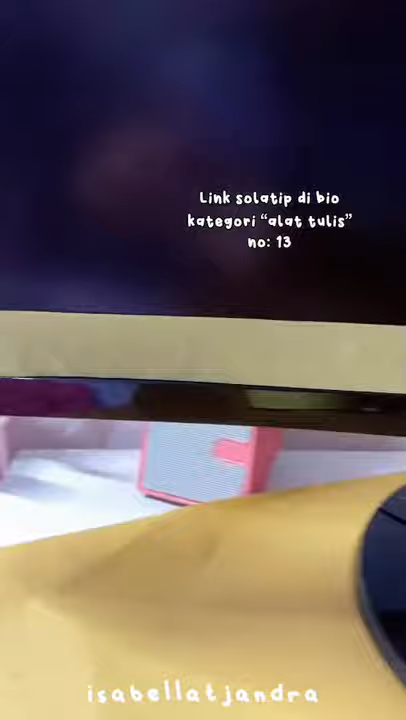 Link solatip di bio
kategori “alat tulis”
no: 13
isabellatjandra